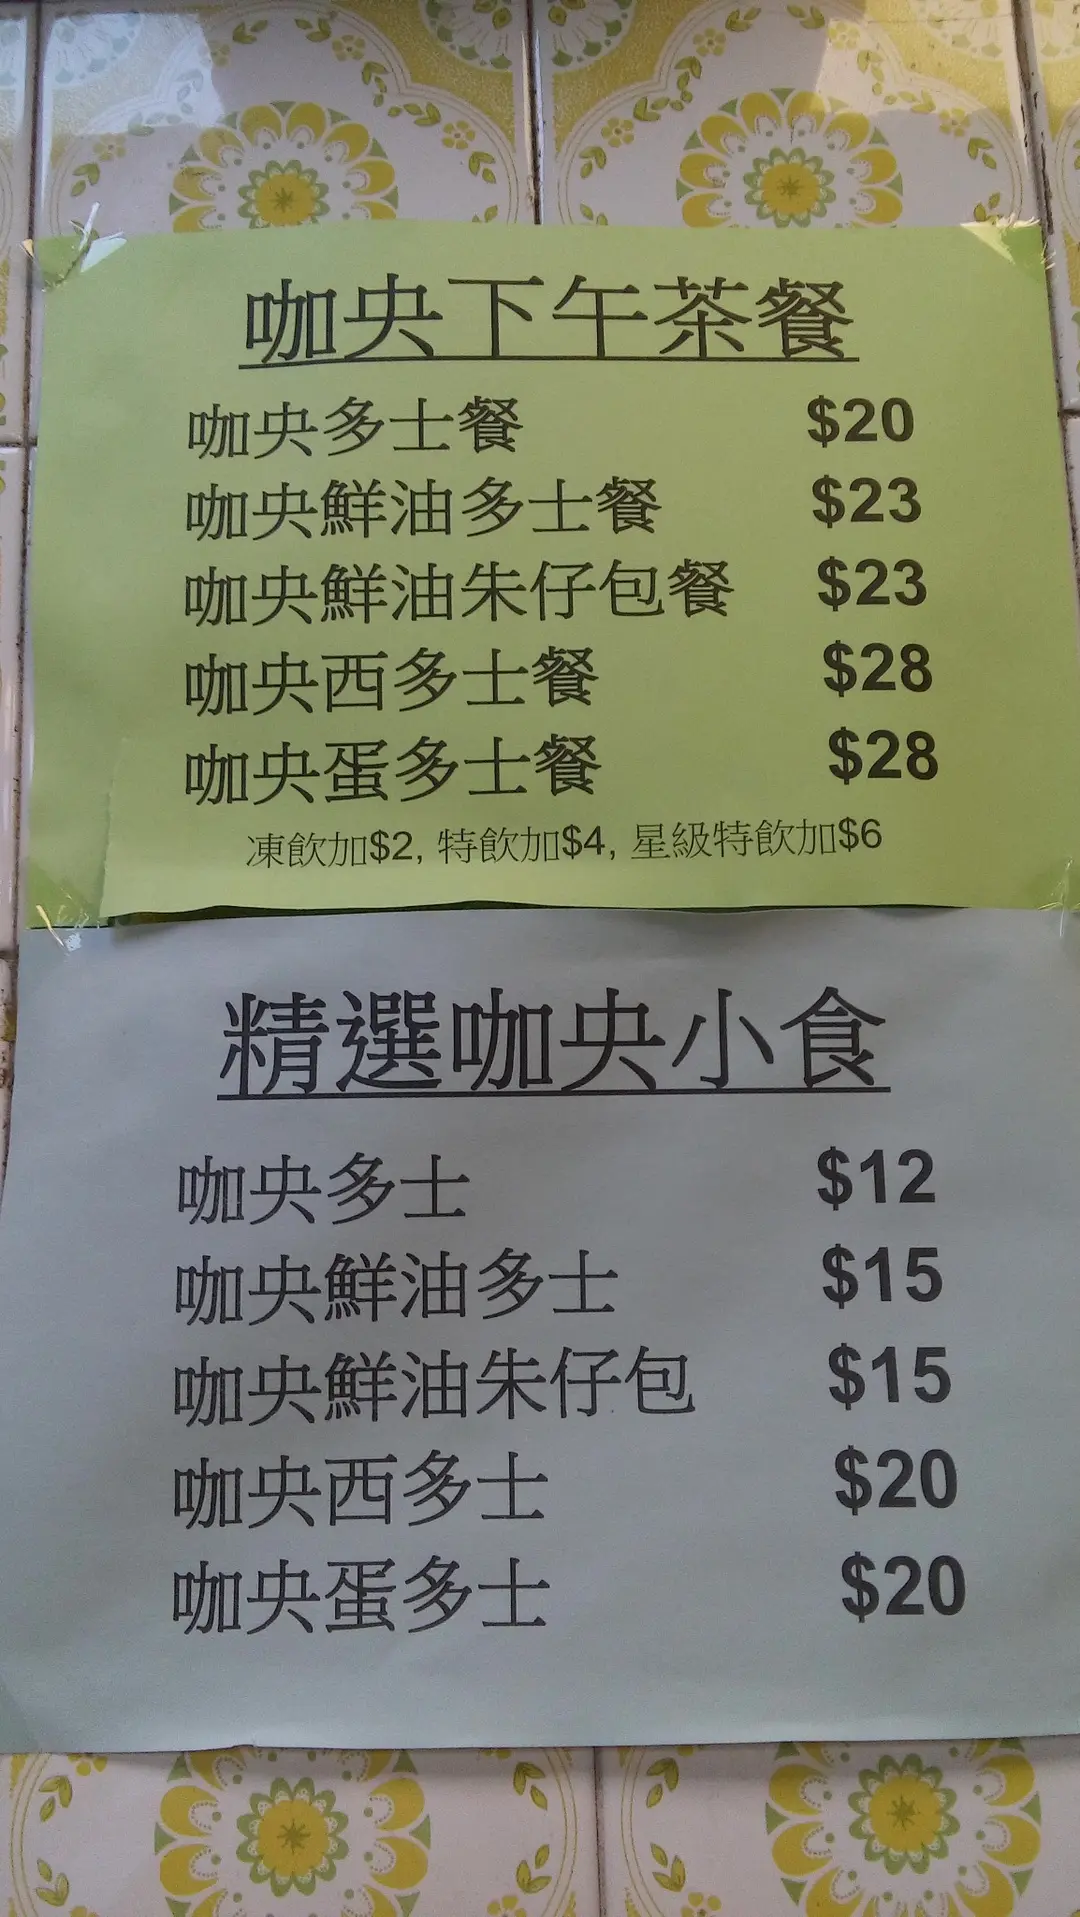 咖央下午茶餐
咖央多士餐 $20
咖央鮮油多士餐 $23
咖央鮮油朱仔包餐 $23
咖央西多士餐 $28
咖央蛋多士餐 $28
凍飲加$2, 特飲加$4, 星級特飲加$6
精選咖央小食
咖央多士 $12
咖央鮮油多士 $15
咖央鮮油朱仔包 $15
咖央西多士 $20
咖央蛋多士 $20